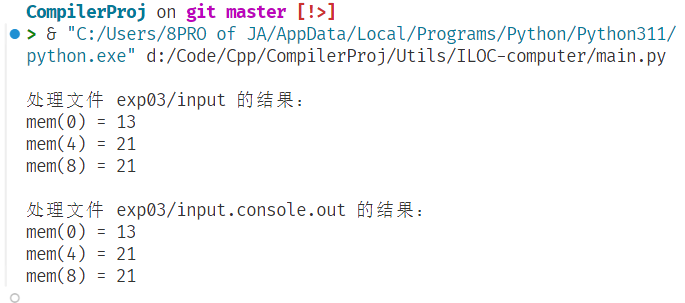 CompilerProj on git master [!>]
> & "C:/Users/8PRO of JA/AppData/Local/Programs/Python/Python311/
python.exe" d:/Code/Cpp/CompilerProj/Utils/ILOC-computer/main.py
处理文件 exp03/input 的结果：
mem(0) = 13
mem(4) = 21
mem(8) = 21
处理文件 exp03/input.console.out 的结果：
mem(0) = 13
mem(4) = 21
mem(8) = 21